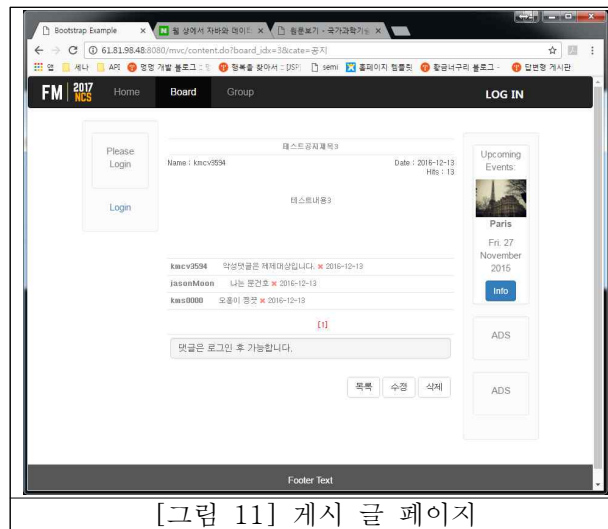 Bootstrap Example
웹 상에서 자바와 데이터
원문보기 - 국가과학기술
61.81.98.48:8080/mvc/content.do?board_idx=3&cate=공지
앱 세나 API 명명 개발 블로그 정복을 찾아서 :: [JSP] semi 홈페이지 템플릿 황금너구리 블로그 - 답변형 게시판
FM 2017 NCS Home Board Group LOG IN
Please
Login
Login
테스트공지제목3
Name : kmcv3594 Date : 2016-12-13
Hits : 13
테스트내용3
kmcv3594 악성댓글은 제제대상입니다. × 2016-12-13
jasonMoon 나는 문건호 × 2016-12-13
kms0000 × 2016-12-13
[1]
댓글은 로그인 후 가능합니다.
목록 수정 삭제
Upcoming
Events:
Paris
Fri. 27
November
2015
Info
ADS
ADS
Footer Text
[그림 11] 게시 글 페이지